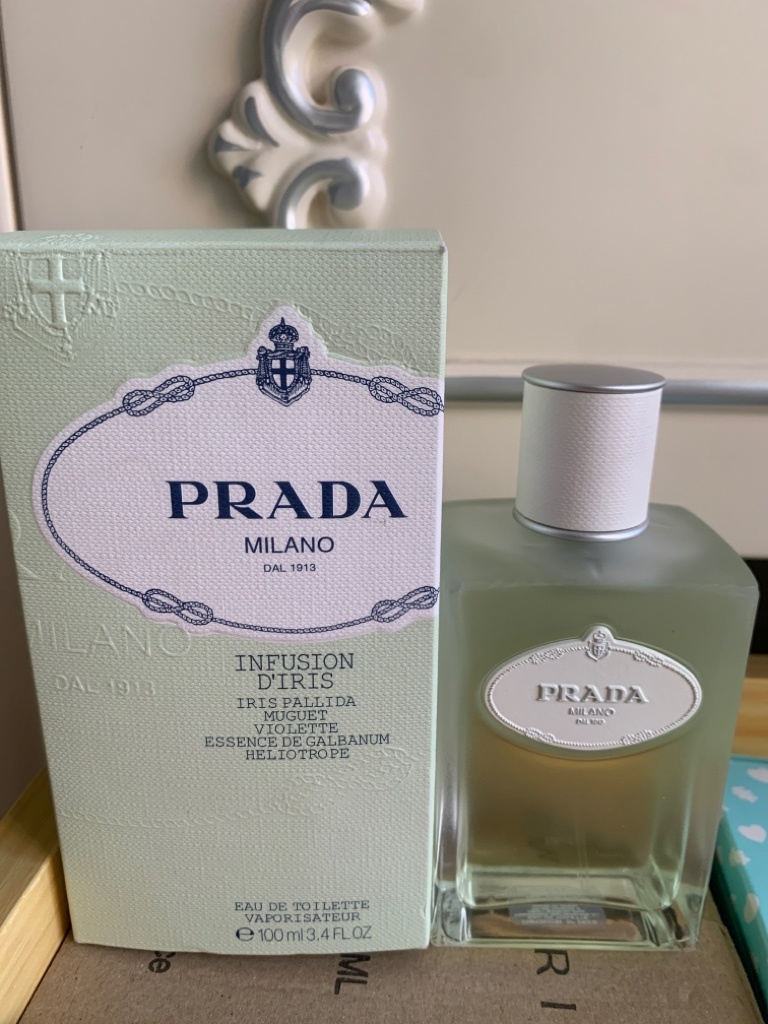 PRADA
MILANO
DAL 1913
MILANO
DAL 1913
INFUSION
D'IRIS
IRIS PALLIDA
MUGUET
VIOLETTE
ESSENCE DE GALBANUM
HELIOTROPE
EAU DE TOILETTE
VAPORISATEUR
℮ 100 ml 3.4 FL.OZ
PRADA
MILANO
ML
R I